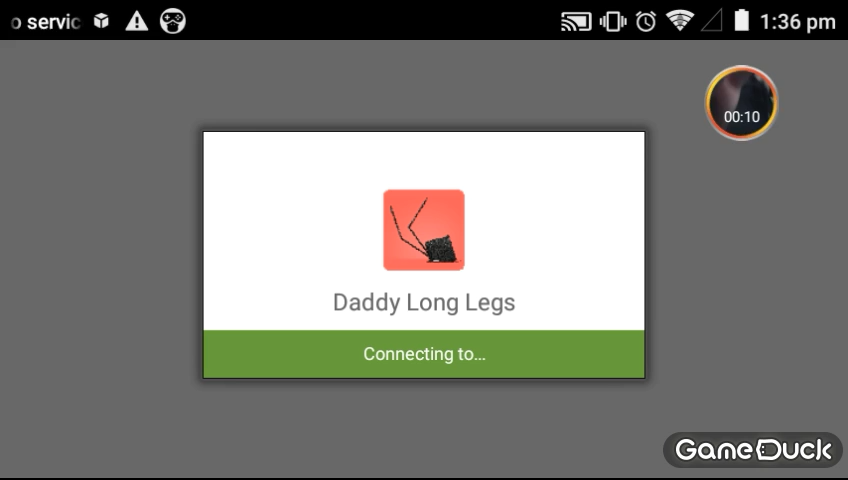 o servic 1:36 pm
00:10
Daddy Long Legs
Connecting to...
GameDuck